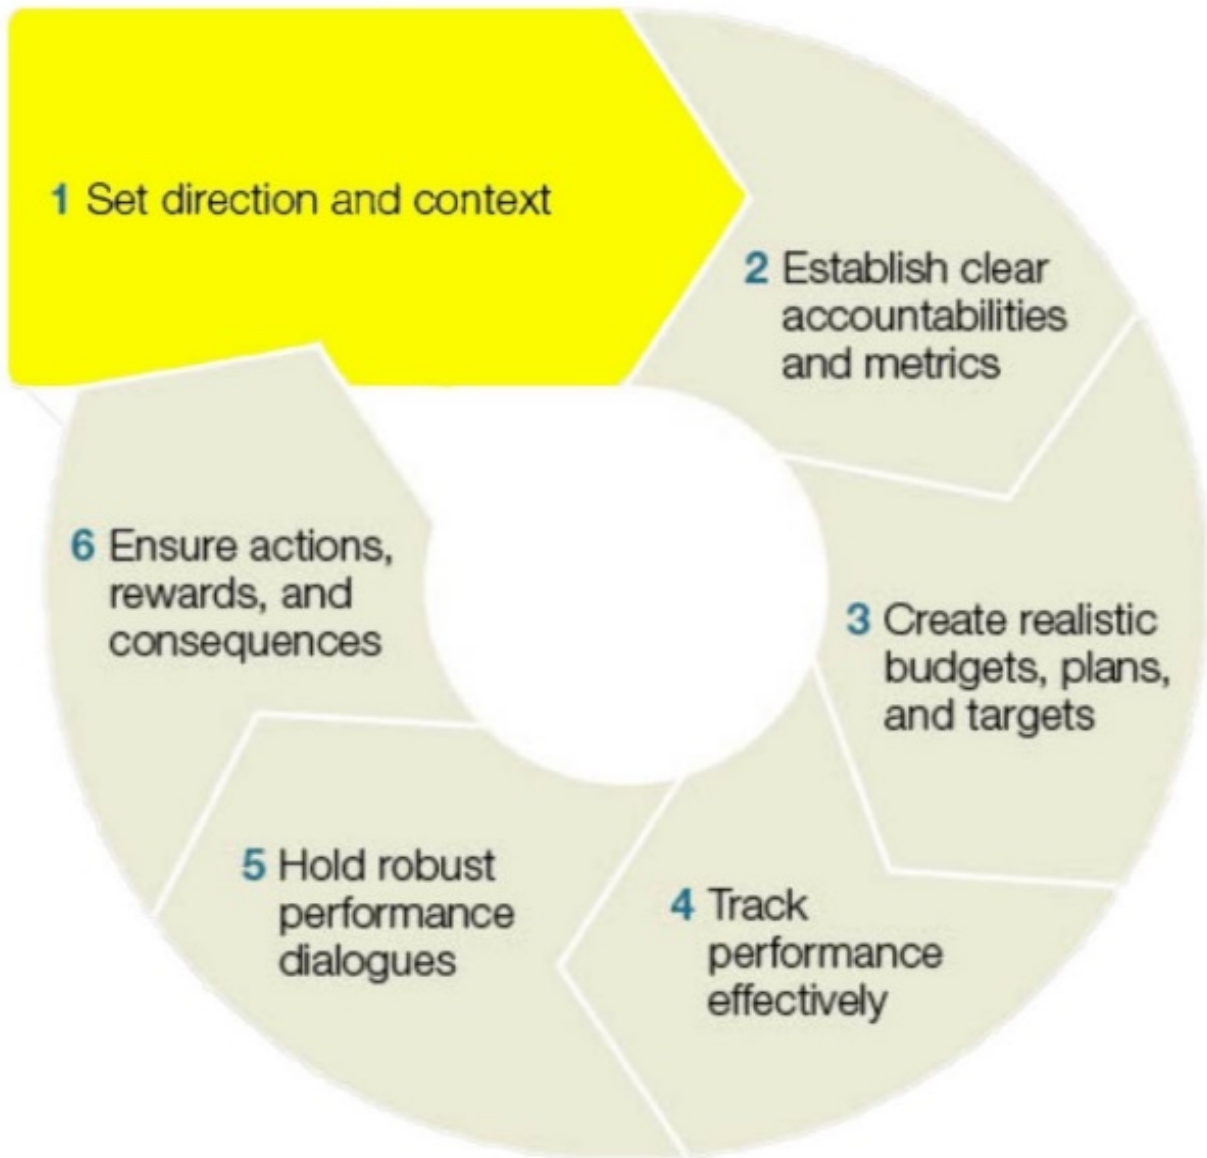 1 Set direction and context
2 Establish clear
accountabilities
and metrics
3 Create realistic
budgets, plans,
and targets
4 Track
performance
effectively
5 Hold robust
performance
dialogues
6 Ensure actions,
rewards, and
consequences